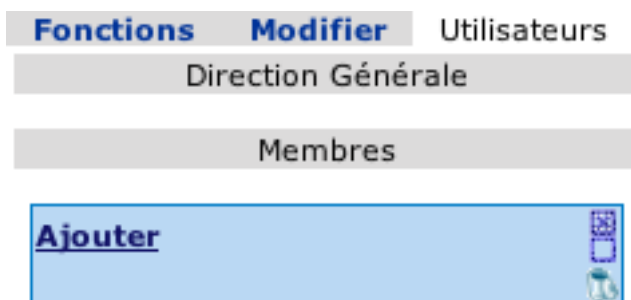 Fonctions Modifier Utilisateurs
Direction Générale
Membres
Ajouter